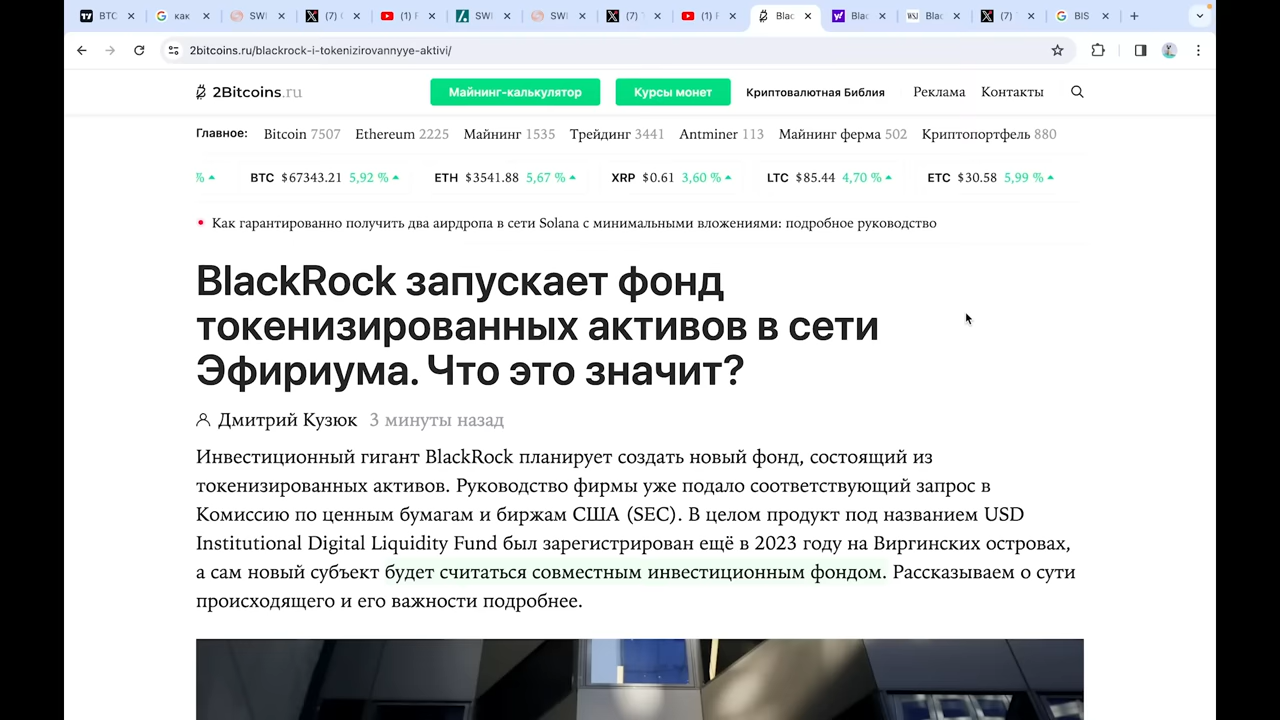 BTC
как
SWI
(7)
(1) F
SWI
SWI
(7)
(1) F
Blac
Blac
WSJ Blac
(7)
BIS
2bitcoins.ru/blackrock-i-tokenizirovannyye-aktivi/
2Bitcoins.ru
Майнинг-калькулятор
Курсы монет
Криптовалютная Библия
Реклама
Контакты
Главное: Bitcoin 7507 Ethereum 2225 Майнинг 1535 Трейдинг 3441 Antminer 113 Майнинг ферма 502 Криптопортфель 880
% BTC $67343.21 5,92 % ETH $3541.88 5,67 % XRP $0.61 3,60 % LTC $85.44 4,70 % ETC $30.58 5,99 %
Как гарантированно получить два аирдропа в сети Solana с минимальными вложениями: подробное руководство
BlackRock запускает фонд
токенизированных активов в сети
Эфириума. Что это значит?
Дмитрий Кузюк 3 минуты назад
Инвестиционный гигант BlackRock планирует создать новый фонд, состоящий из
токенизированных активов. Руководство фирмы уже подало соответствующий запрос в
Комиссию по ценным бумагам и биржам США (SEC). В целом продукт под названием USD
Institutional Digital Liquidity Fund был зарегистрирован ещё в 2023 году на Виргинских островах,
а сам новый субъект будет считаться совместным инвестиционным фондом. Рассказываем о сути
происходящего и его важности подробнее.